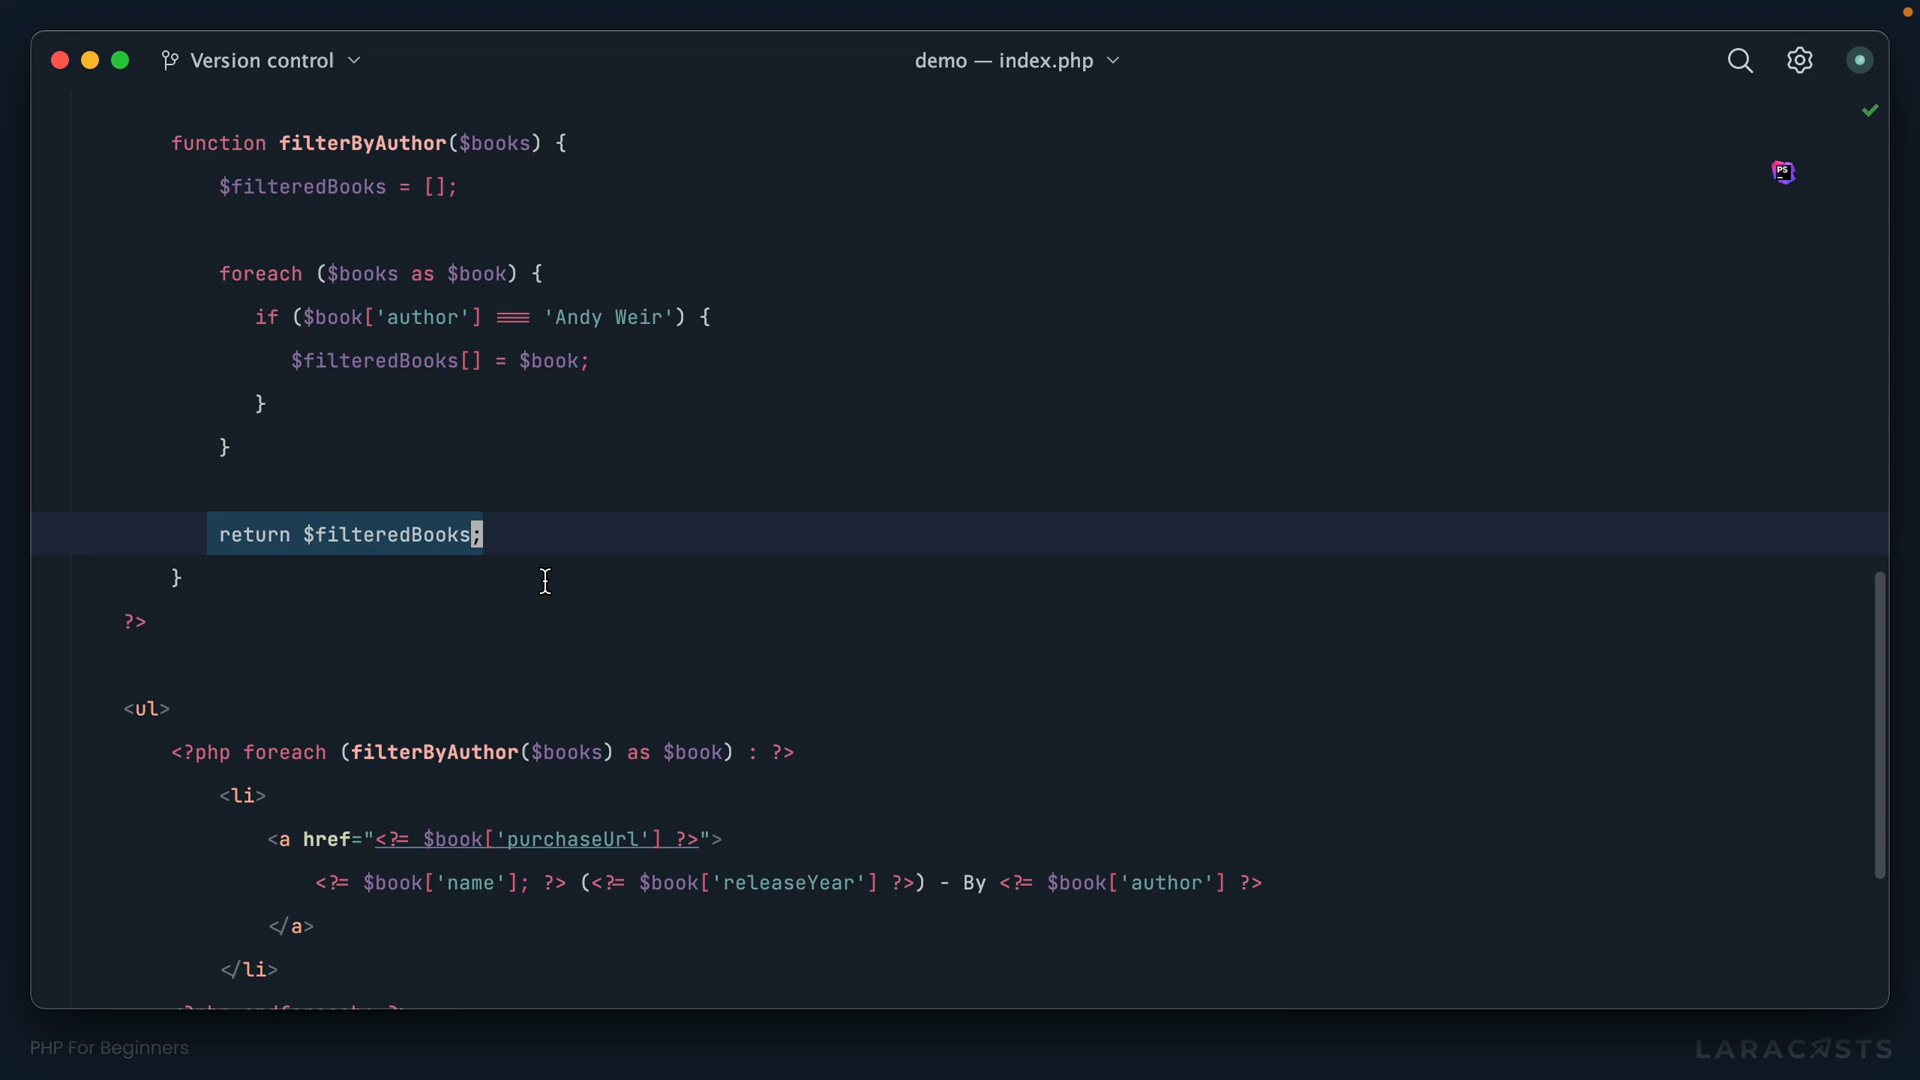 Version control
demo — index.php
PS
function filterByAuthor($books) {
$filteredBooks = [];
foreach ($books as $book) {
if ($book['author'] === 'Andy Weir') {
$filteredBooks[] = $book;
}
}
return $filteredBooks;
}
?>
<ul>
<?php foreach (filterByAuthor($books) as $book) : ?>
<li>
<a href="<?= $book['purchaseUrl'] ?>">
<?= $book['name']; ?> (<?= $book['releaseYear'] ?>) - By <?= $book['author'] ?>
</a>
</li>
PHP For Beginners
LARACASTS